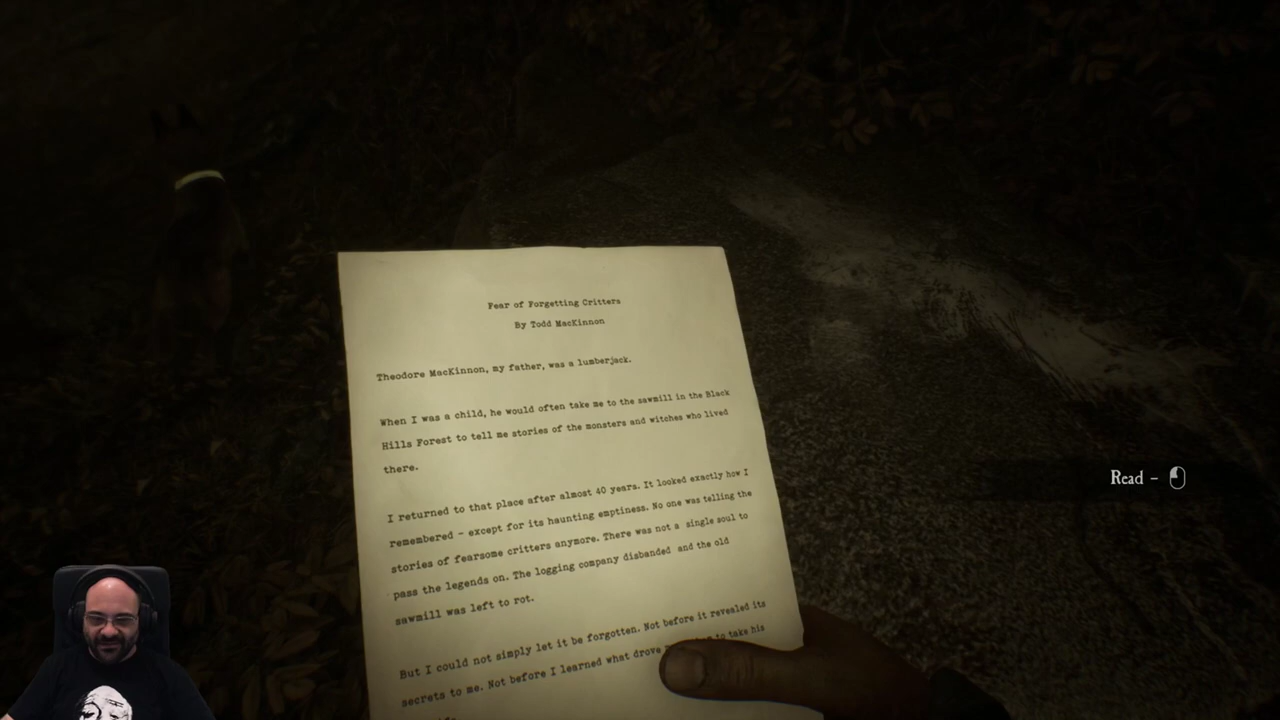 Fear of Forgetting Critters
By Todd MacKinnon
Theodore MacKinnon, my father, was a lumberjack.
When I was a child, he would often take me to the sawmill in the Black
Hills Forest to tell me stories of the monsters and witches who lived
there.
I returned to that place after almost 40 years. It looked exactly how I
remembered - except for its haunting emptiness. No one was telling the
stories of fearsome critters anymore. There was not a single soul to
pass the legends on. The logging company disbanded and the old
sawmill was left to rot.
But I could not simply let it be forgotten. Not before it revealed its
secrets to me. Not before I learned what drove to take his
Read -